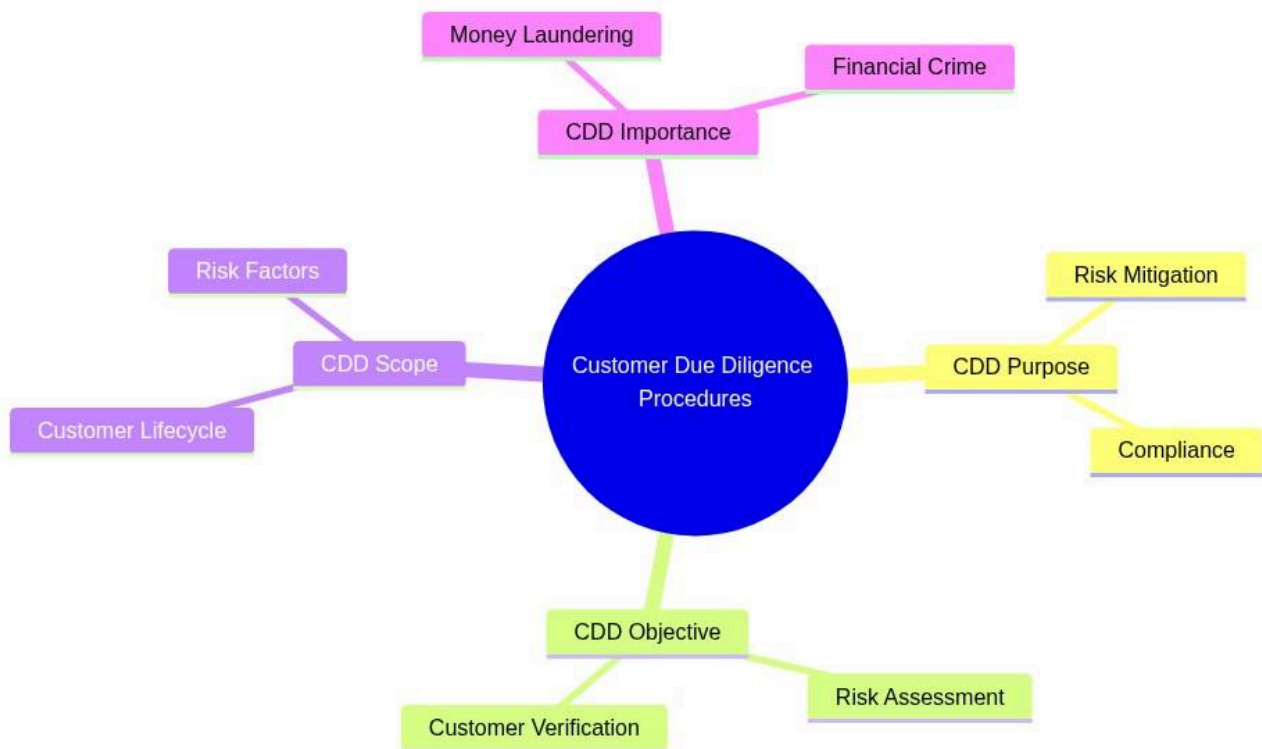 Money Laundering
Financial Crime
CDD Importance
Risk Factors
Risk Mitigation
CDD Scope
Customer Due Diligence
Procedures
CDD Purpose
Customer Lifecycle
Compliance
CDD Objective
Risk Assessment
Customer Verification